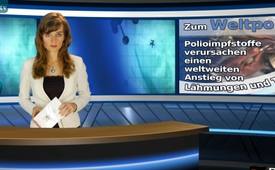 Zum Weltpo
Polioimpfstoffe
verursachen
einen
weltweiten
Anstieg von
Lähmungen und